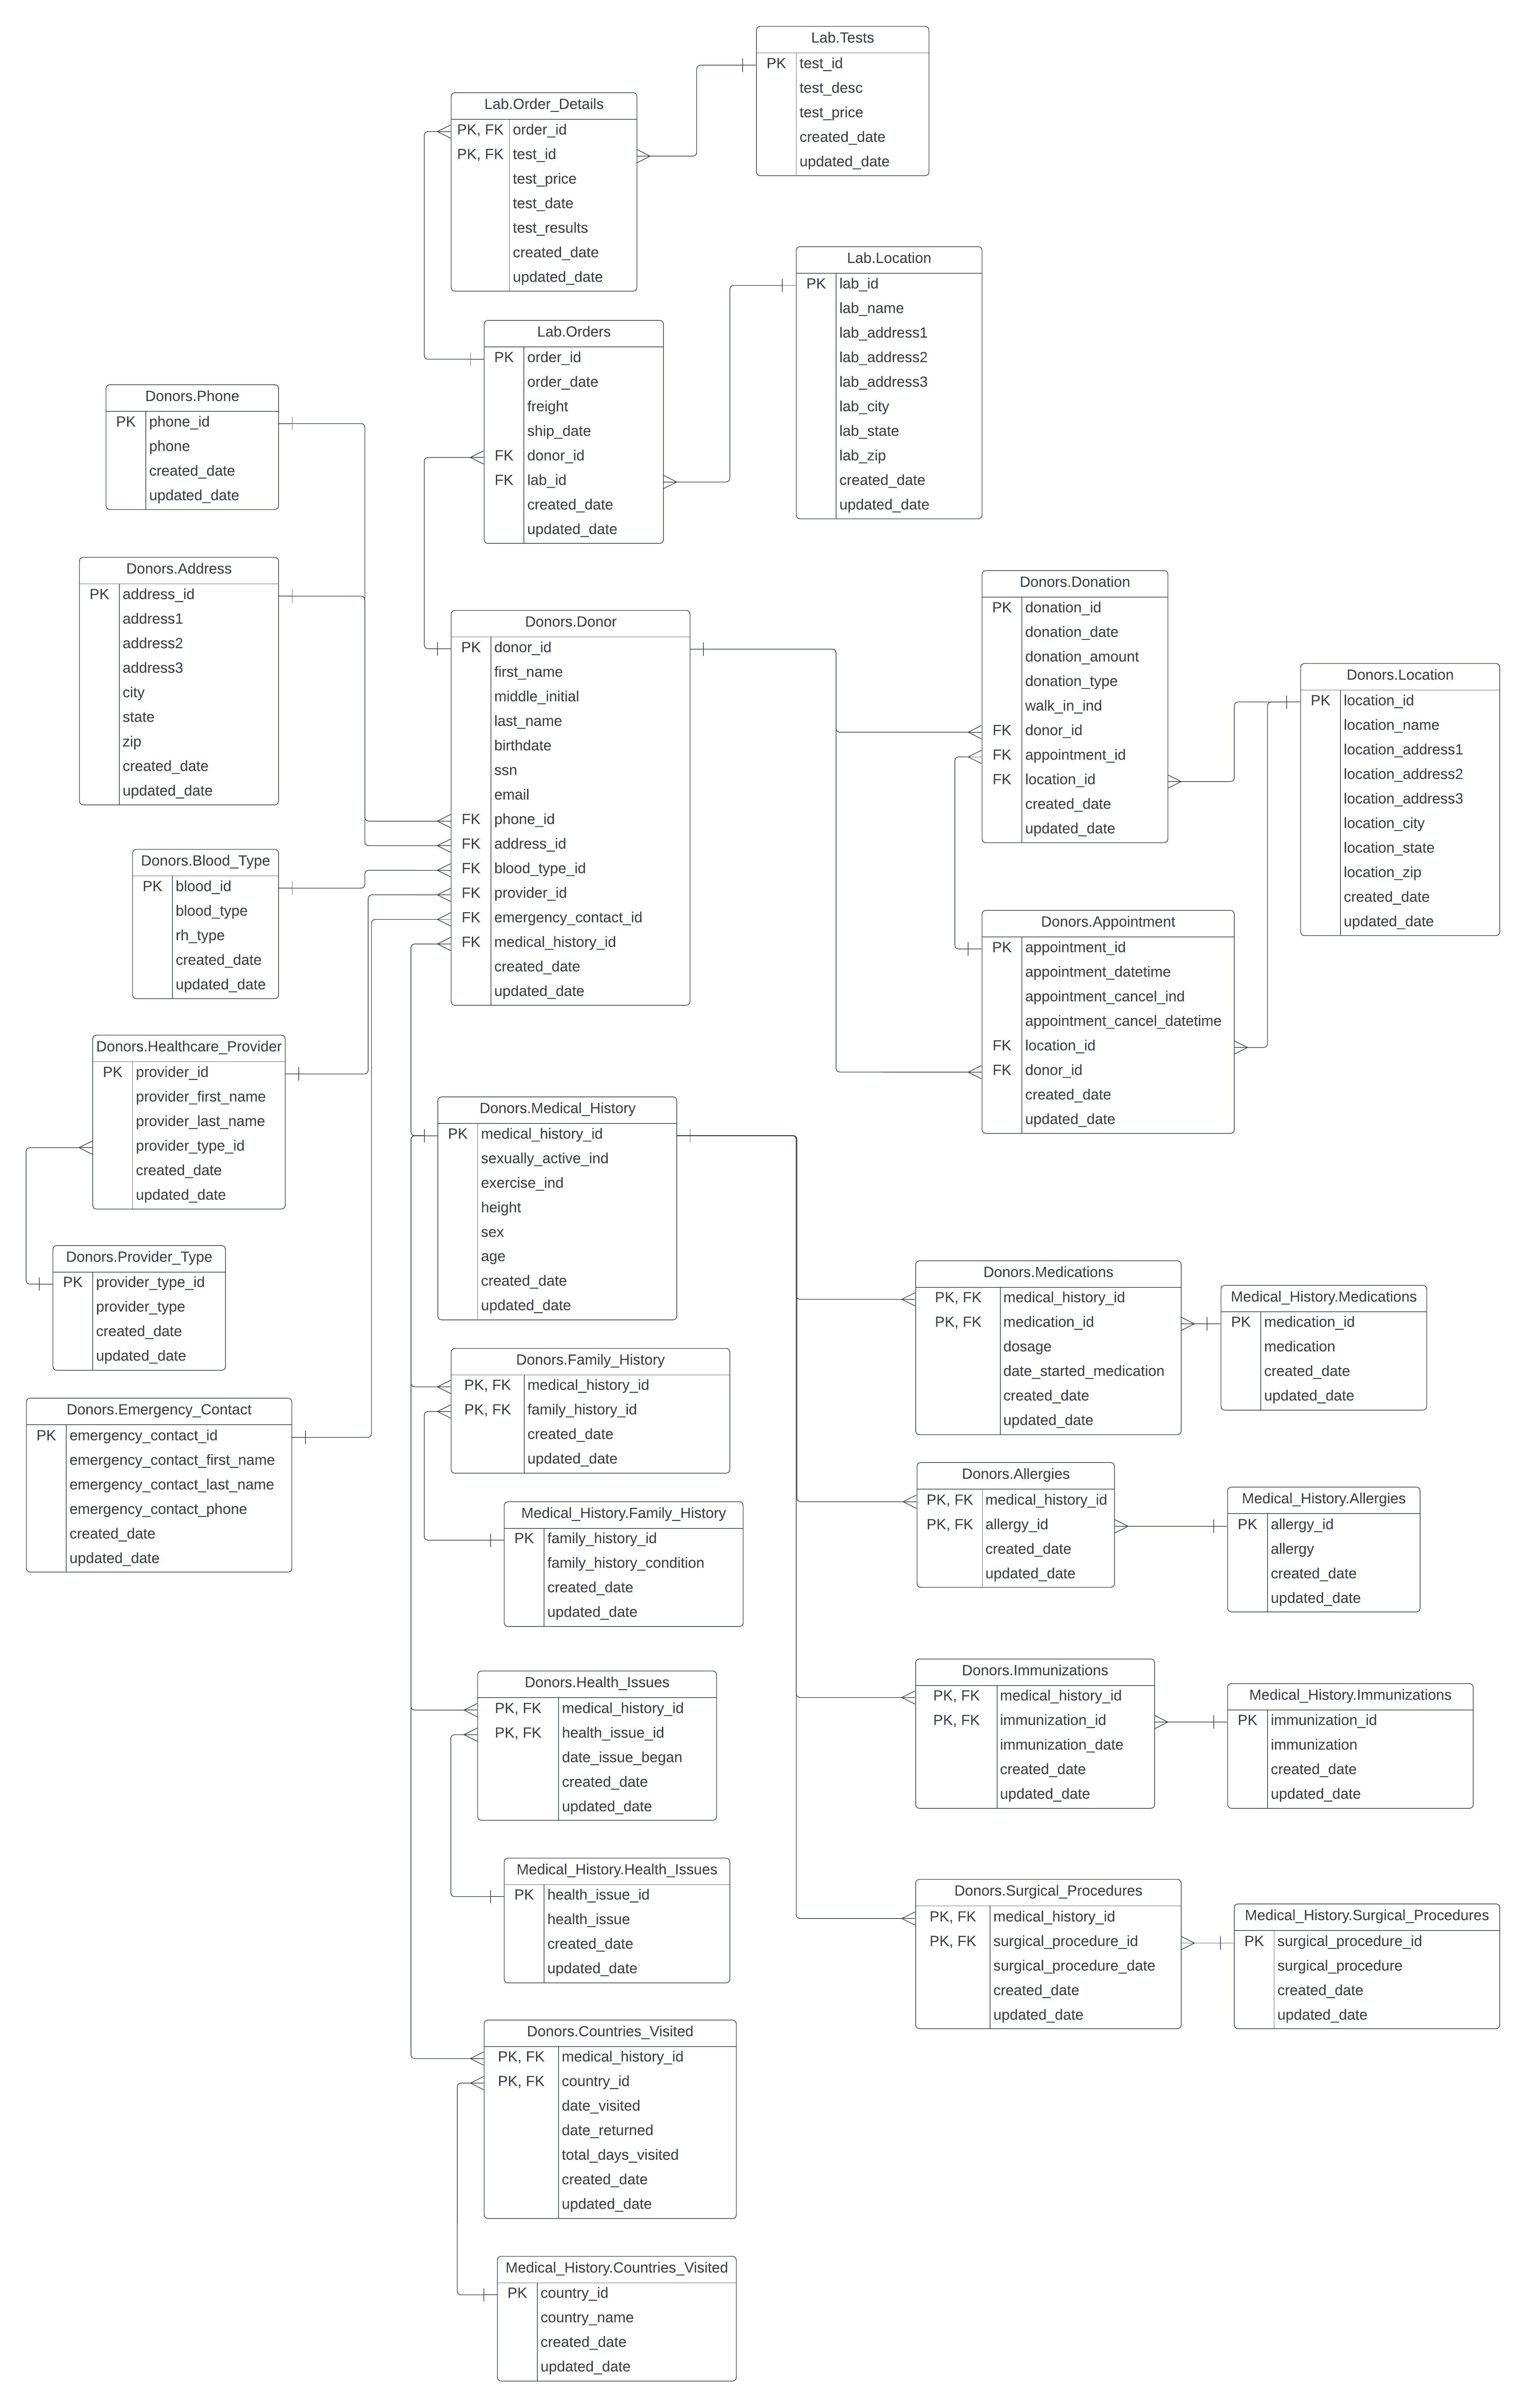 Lab.Tests
PK test_id
test_desc
test_price
created_date
updated_date
Lab.Order_Details
PK, FK order_id
PK, FK test_id
test_price
test_date
test_results
created_date
updated_date
Lab.Location
PK lab_id
lab_name
lab_address1
lab_address2
lab_address3
lab_city
lab_state
lab_zip
created_date
updated_date
Lab.Orders
PK order_id
order_date
freight
ship_date
FK donor_id
FK lab_id
created_date
updated_date
Donors.Phone
PK phone_id
phone
created_date
updated_date
Donors.Address
PK address_id
address1
address2
address3
city
state
zip
created_date
updated_date
Donors.Donor
PK donor_id
first_name
middle_initial
last_name
birthdate
ssn
email
FK phone_id
FK address_id
FK blood_type_id
FK provider_id
FK emergency_contact_id
FK medical_history_id
created_date
updated_date
Donors.Donation
PK donation_id
donation_date
donation_amount
donation_type
walk_in_ind
FK donor_id
FK appointment_id
FK location_id
created_date
updated_date
Donors.Location
PK location_id
location_name
location_address1
location_address2
location_address3
location_city
location_state
location_zip
created_date
updated_date
Donors.Blood_Type
PK blood_id
blood_type
rh_type
created_date
updated_date
Donors.Appointment
PK appointment_id
appointment_datetime
appointment_cancel_ind
appointment_cancel_datetime
FK location_id
FK donor_id
created_date
updated_date
Donors.Healthcare_Provider
PK provider_id
provider_first_name
provider_last_name
provider_type_id
created_date
updated_date
Donors.Medical_History
PK medical_history_id
sexually_active_ind
exercise_ind
height
sex
age
created_date
updated_date
Donors.Provider_Type
PK provider_type_id
provider_type
created_date
updated_date
Donors.Medications
PK, FK medical_history_id
PK, FK medication_id
dosage
date_started_medication
created_date
updated_date
Medical_History.Medications
PK medication_id
medication
created_date
updated_date
Donors.Family_History
PK, FK medical_history_id
PK, FK family_history_id
created_date
updated_date
Donors.Emergency_Contact
PK emergency_contact_id
emergency_contact_first_name
emergency_contact_last_name
emergency_contact_phone
created_date
updated_date
Donors.Allergies
PK, FK medical_history_id
PK, FK allergy_id
created_date
updated_date
Medical_History.Allergies
PK allergy_id
allergy
created_date
updated_date
Medical_History.Family_History
PK family_history_id
family_history_condition
created_date
updated_date
Donors.Immunizations
PK, FK medical_history_id
PK, FK immunization_id
immunization_date
created_date
updated_date
Medical_History.Immunizations
PK immunization_id
immunization
created_date
updated_date
Donors.Health_Issues
PK, FK medical_history_id
PK, FK health_issue_id
date_issue_began
created_date
updated_date
Medical_History.Health_Issues
PK health_issue_id
health_issue
created_date
updated_date
Donors.Surgical_Procedures
PK, FK medical_history_id
PK, FK surgical_procedure_id
surgical_procedure_date
created_date
updated_date
Medical_History.Surgical_Procedures
PK surgical_procedure_id
surgical_procedure
created_date
updated_date
Donors.Countries_Visited
PK, FK medical_history_id
PK, FK country_id
date_visited
date_returned
total_days_visited
created_date
updated_date
Medical_History.Countries_Visited
PK country_id
country_name
created_date
updated_date